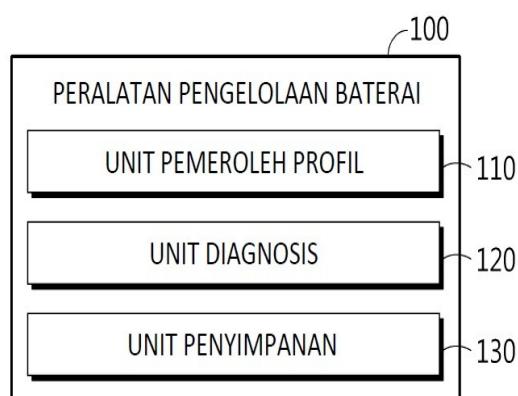 100
PERALATAN PENGELOLAAN BATERAI
UNIT PEMEROLEH PROFIL
110
UNIT DIAGNOSIS
120
UNIT PENYIMPANAN
130